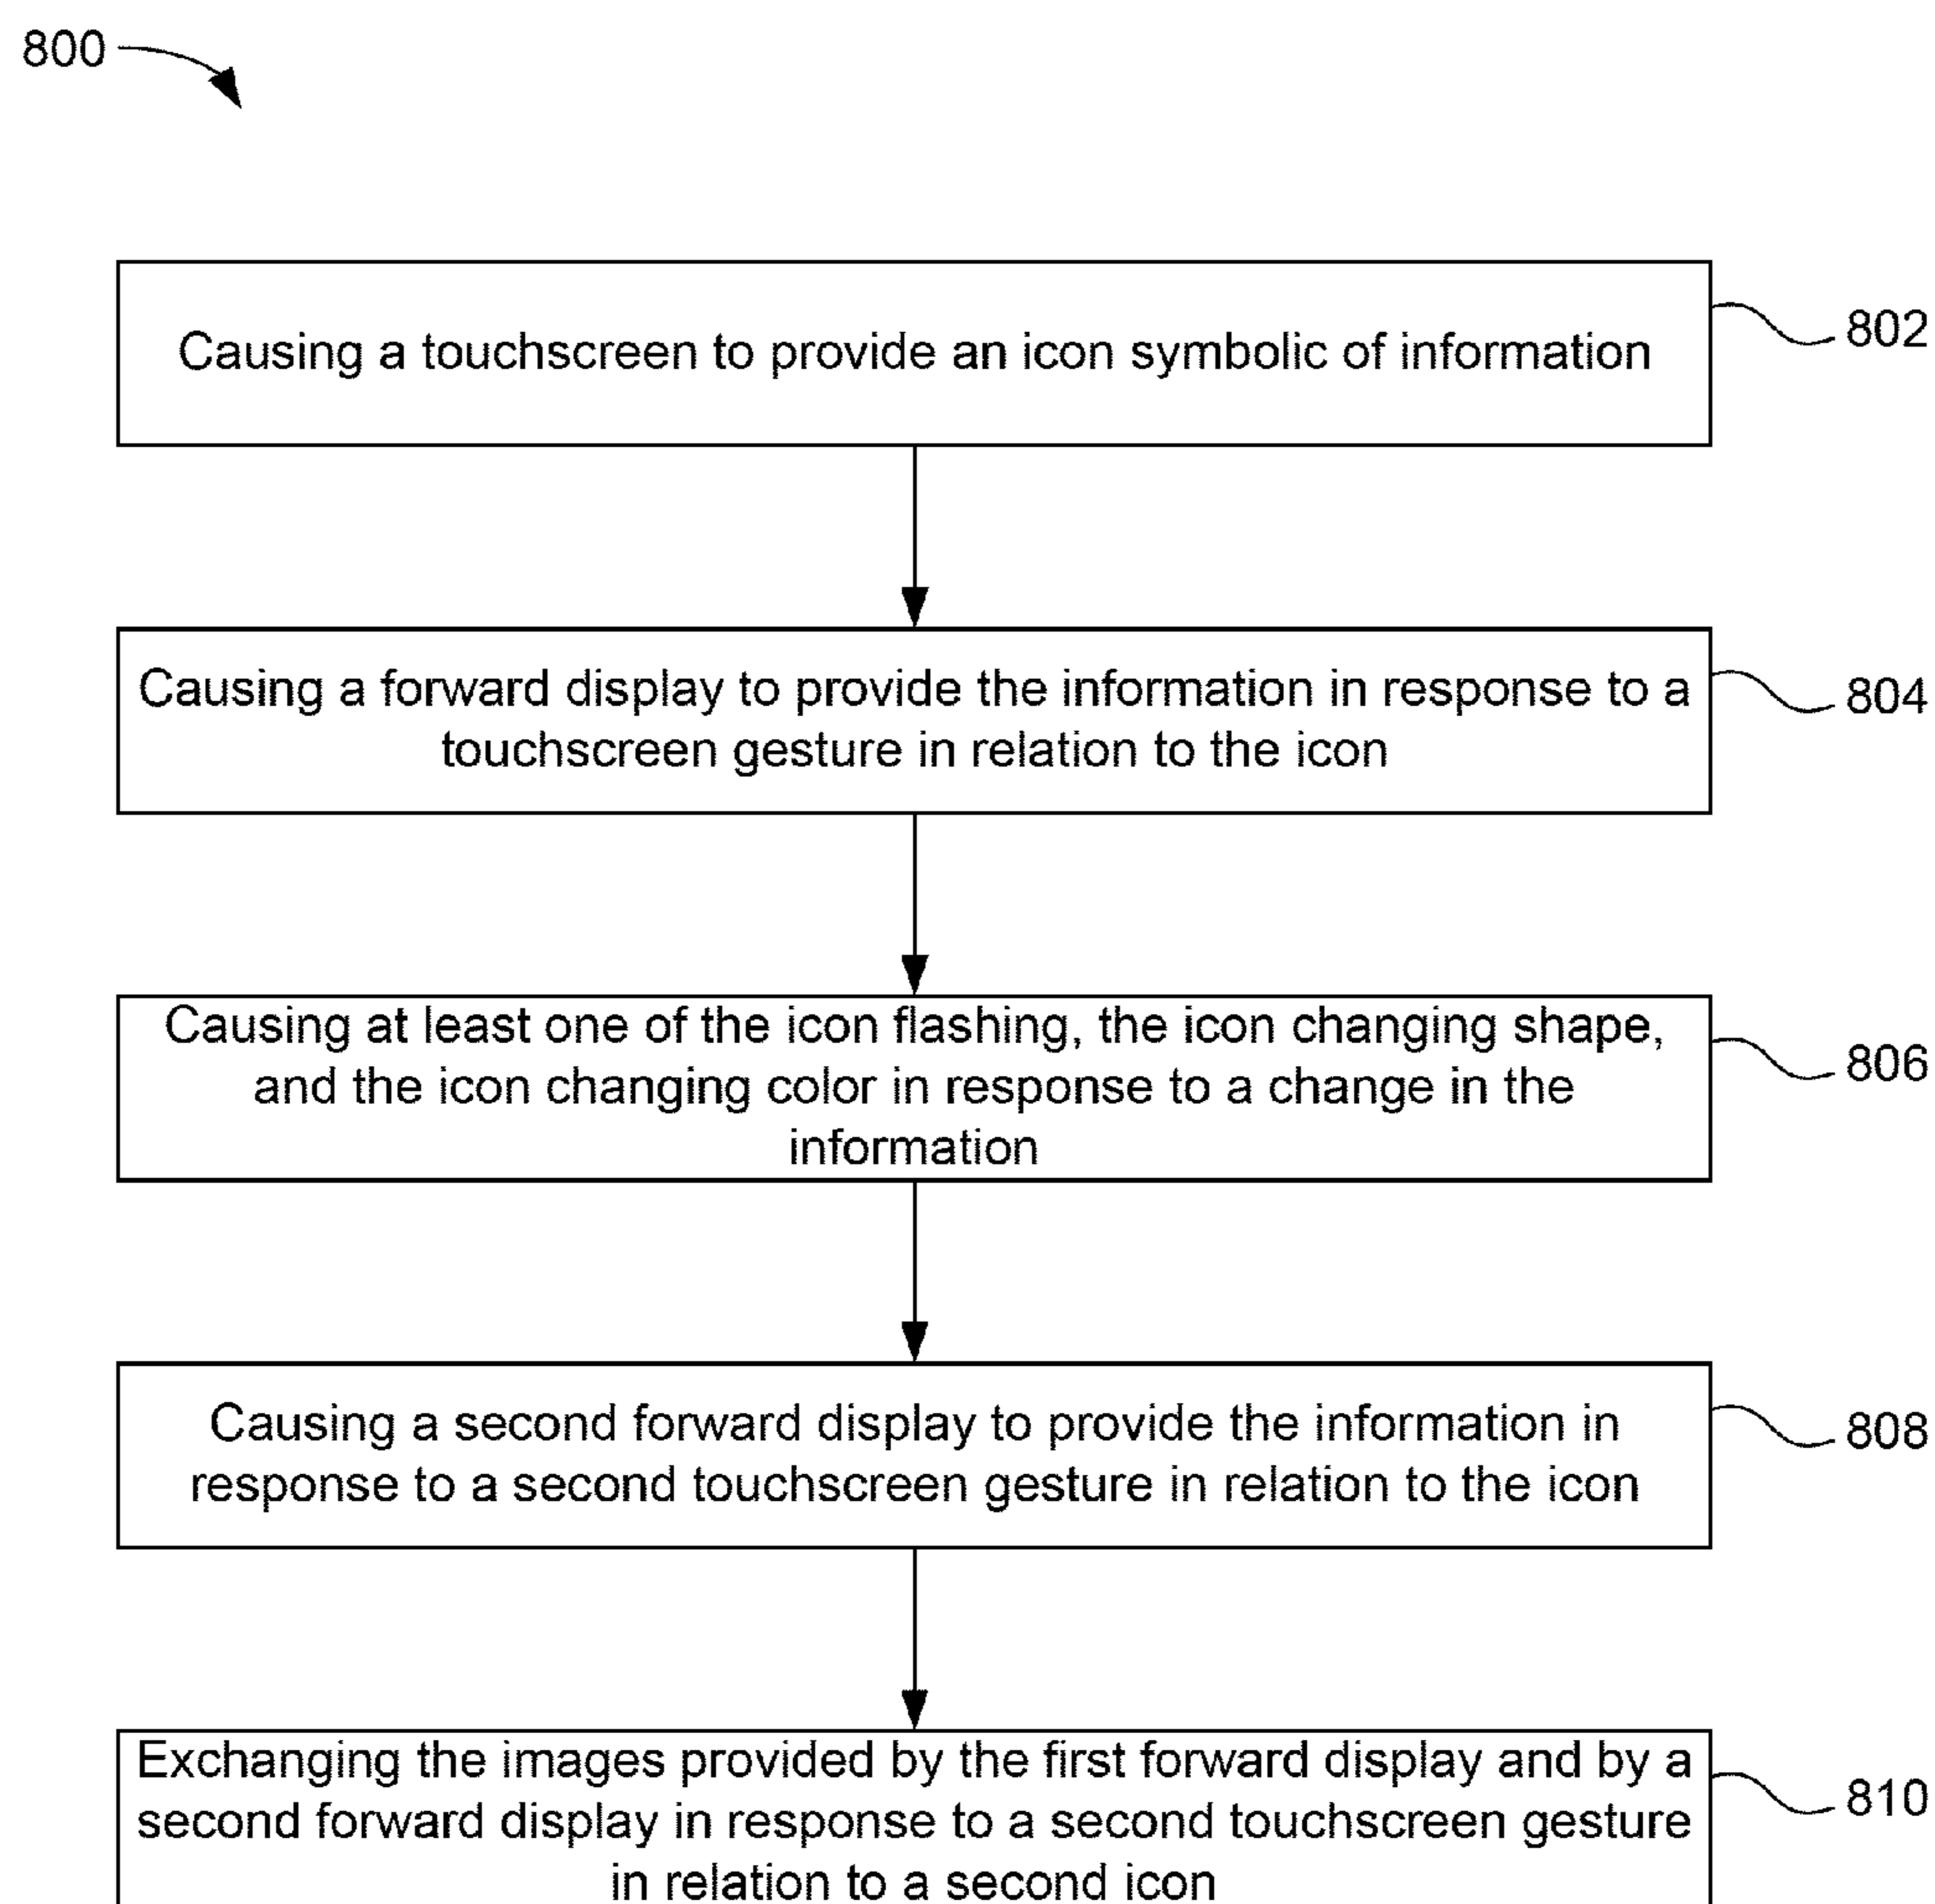 800
Causing a touchscreen to provide an icon symbolic of information
802
Causing a forward display to provide the information in response to a
touchscreen gesture in relation to the icon
804
Causing at least one of the icon flashing, the icon changing shape,
and the icon changing color in response to a change in the
information
806
Causing a second forward display to provide the information in
response to a second touchscreen gesture in relation to the icon
808
Exchanging the images provided by the first forward display and by a
second forward display in response to a second touchscreen gesture
in relation to a second icon
810